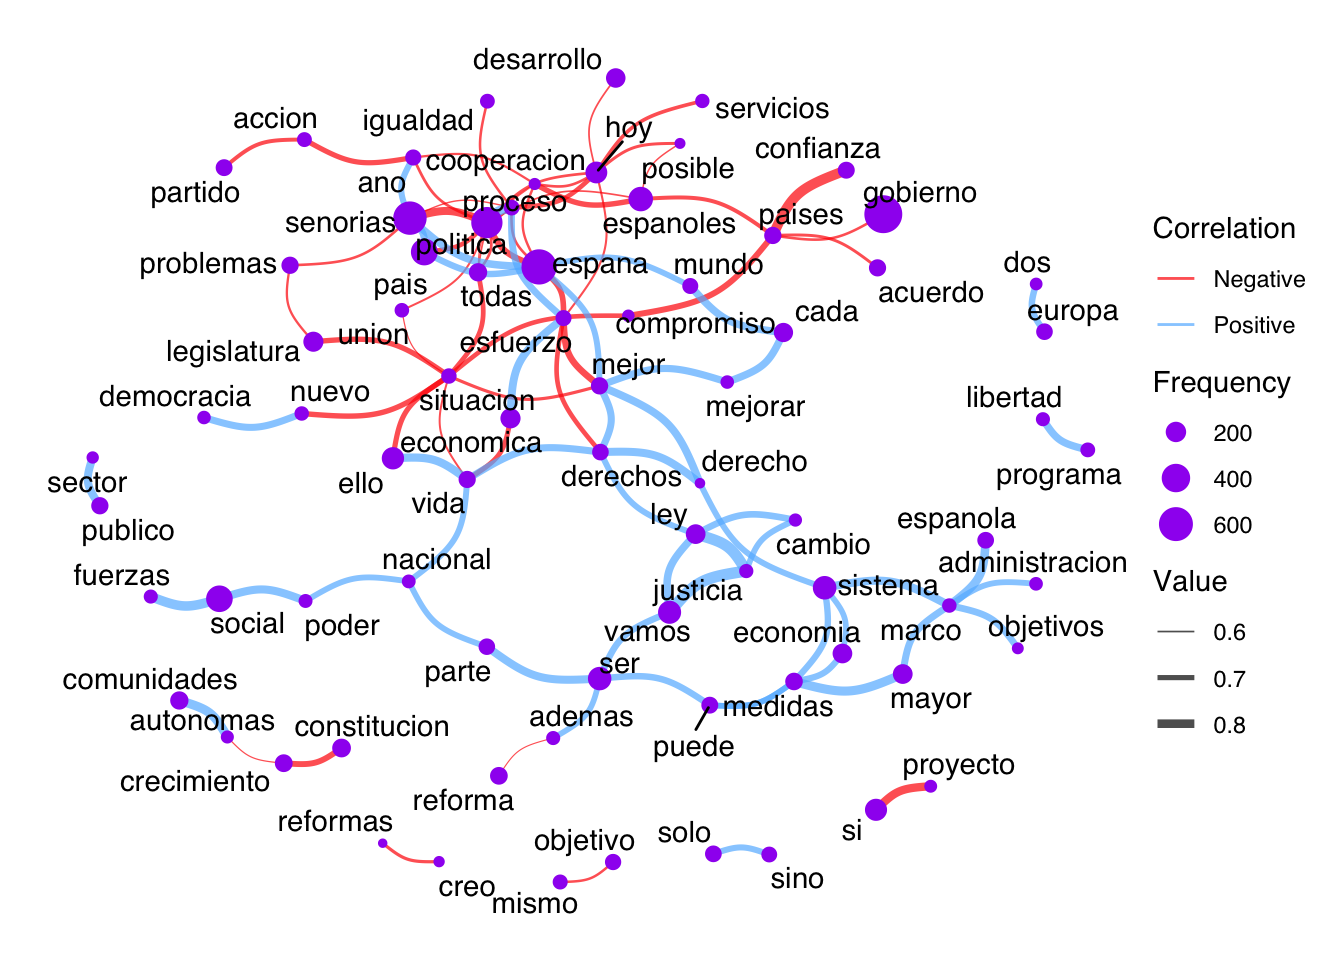 desarrollo
accion
igualdad
hoy
servicios
cooperacion
posible
confianza
partido
ano
proceso
gobierno
senorias
espanoles
paises
politica
problemas
espana
mundo
dos
pais
todas
acuerdo
europa
union
esfuerzo
compromiso
cada
legislatura
mejor
democracia
nuevo
situacion
mejorar
libertad
economica
derecho
sector
ello
derechos
programa
vida
ley
espanola
publico
cambio
nacional
administracion
fuerzas
justicia
sistema
social
poder
vamos
economia
marco
objetivos
parte
ser
comunidades
mayor
autonomas
constitucion
ademas
medidas
puede
crecimiento
proyecto
reforma
reformas
objetivo
solo
si
creo
mismo
sino
Correlation
Negative
Positive
Frequency
200
400
600
Value
0.6
0.7
0.8